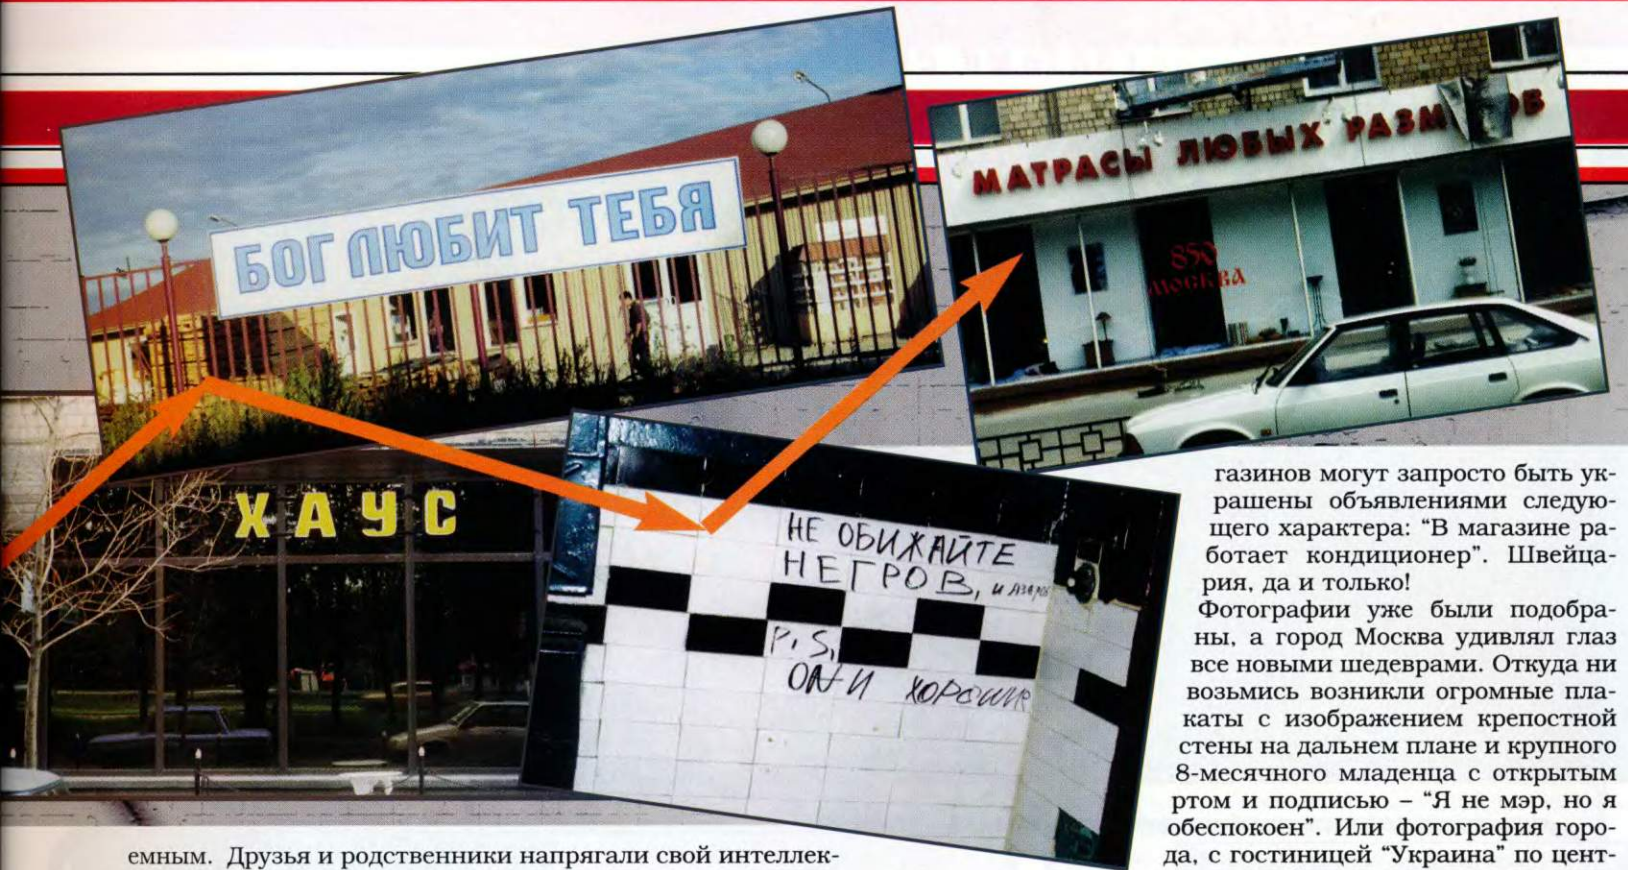 БОГ ЛЮБИТ ТЕБЯ
МАТРАСЫ ЛЮБЫХ
850
МОСКВА
ХАУС
НЕ ОБИЖАЙТЕ
НЕГРОВ, и
P.S.
ОНИ ХОРОШИЕ
емным. Друзья и родственники напрягали свой интеллек-
газинов могут запросто быть ук-
рашены объявлениями следую-
щего характера: “В магазине ра-
ботает кондиционер”. Швейца-
рия, да и только!
Фотографии уже были подобра-
ны, а город Москва удивлял глаз
все новыми шедеврами. Откуда ни
возьмись возникли огромные пла-
каты с изображением крепостной
стены на дальнем плане и крупного
8-месячного младенца с открытым
ртом и подписью – “Я не мэр, но я
обеспокоен”. Или фотография горо-
да, с гостиницей “Украина” по цент-